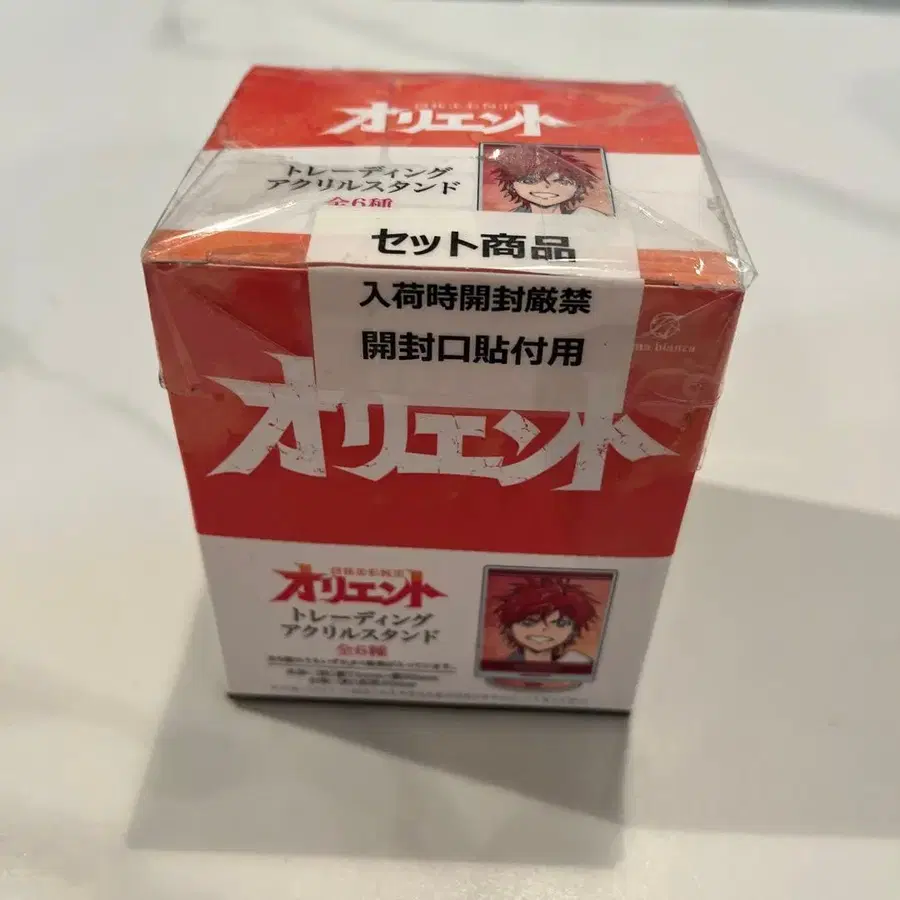 ORIENT
オリエント
トレーディング
アクリルスタンド
全6種
セット商品
入荷時開封厳禁
開封口貼付用
bianca
オリエント
ORIENT
オリエント
トレーディング
アクリルスタンド
全6種